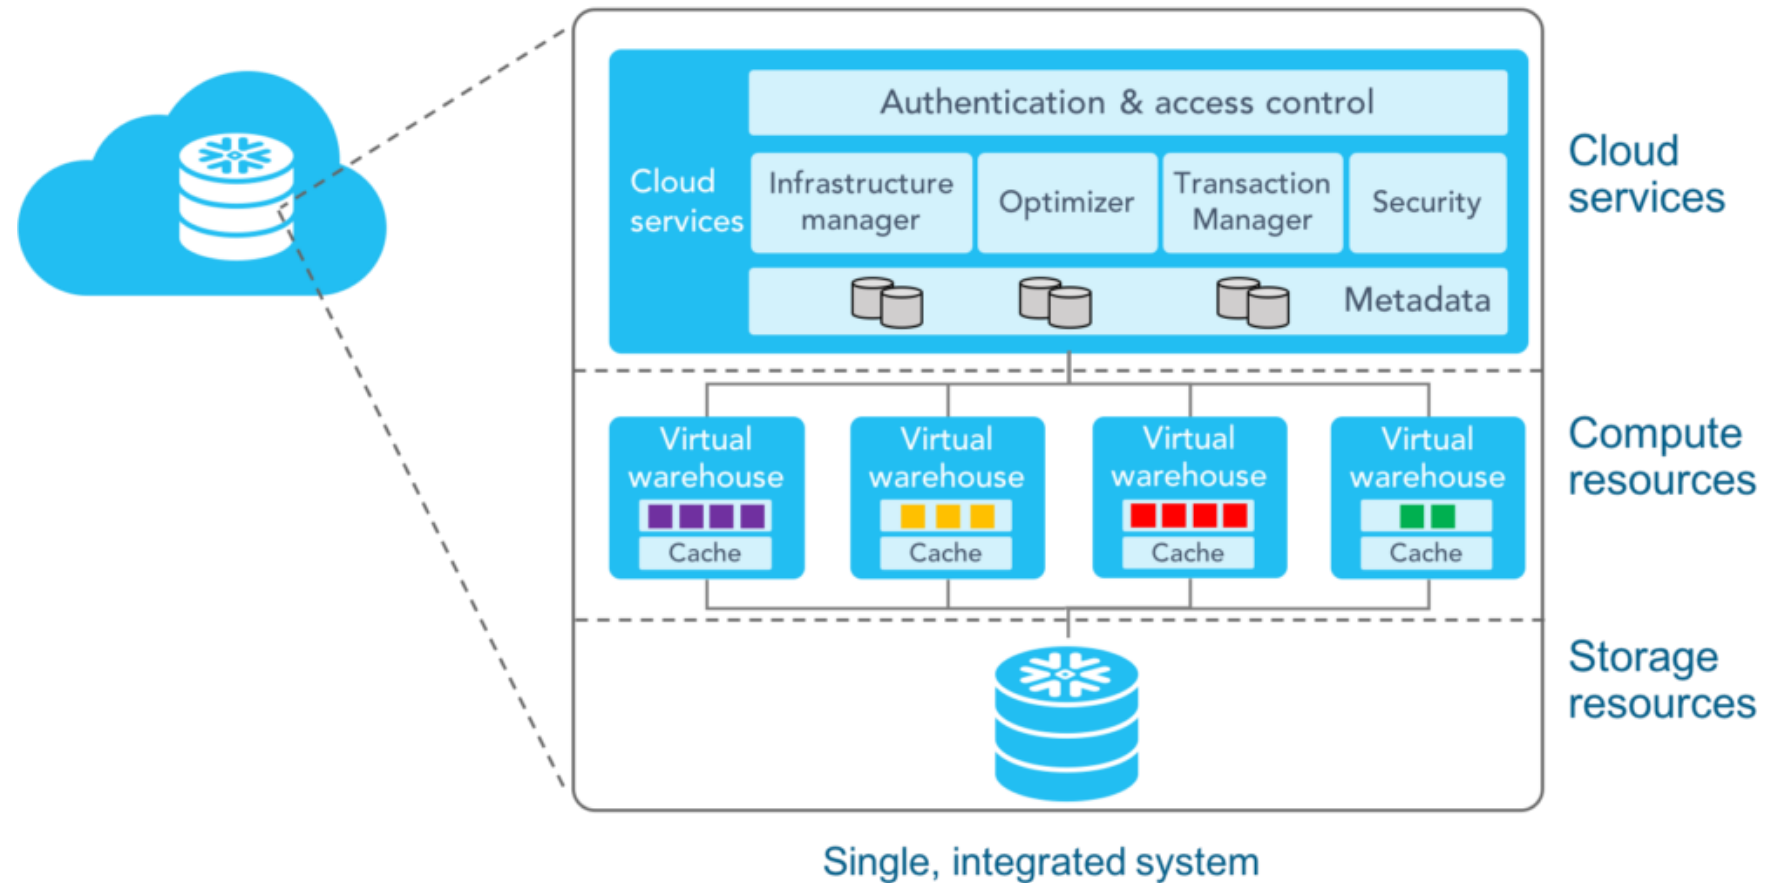 Authentication & access control
Cloud
services
Infrastructure
manager
Optimizer
Transaction
Manager
Security
Metadata
Cloud
services
Virtual
warehouse
Cache
Virtual
warehouse
Cache
Virtual
warehouse
Cache
Virtual
warehouse
Cache
Compute
resources
Storage
resources
Single, integrated system